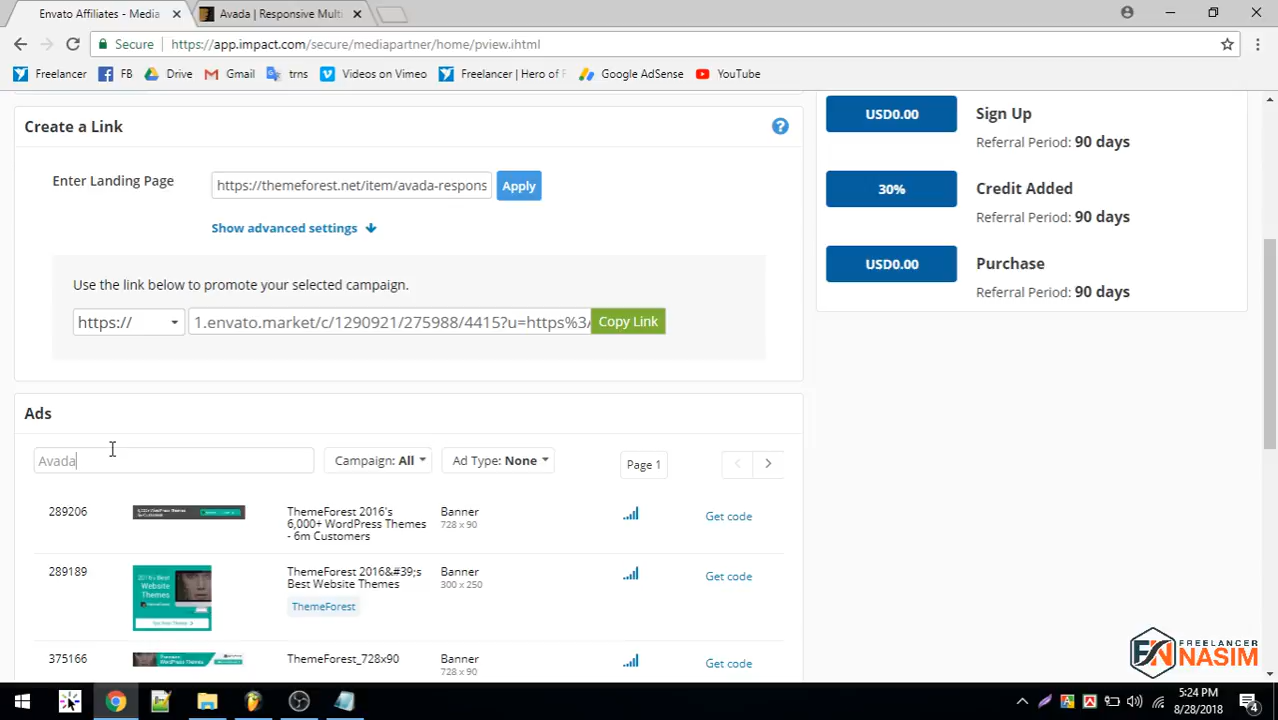 Envato Affiliates - Media
Avada | Responsive Multi
Secure
https://app.impact.com/secure/mediapartner/home/pview.ihtml
Freelancer
FB
Drive
Gmail
trns
Videos on Vimeo
Freelancer | Hero of F
Google AdSense
YouTube
Create a Link
?
Enter Landing Page
https://themeforest.net/item/avada-respons
Apply
Show advanced settings
Use the link below to promote your selected campaign.
https://
1.envato.market/c/1290921/275988/4415?u=https%3/
Copy Link
USD0.00
Sign Up
Referral Period: 90 days
30%
Credit Added
Referral Period: 90 days
USD0.00
Purchase
Referral Period: 90 days
Ads
Avada
Campaign: All
Ad Type: None
Page 1
289206
ThemeForest 2016's
6,000+ WordPress Themes
- 6m Customers
Banner
728 x 90
Get code
289189
2016's Best
Website
Themes
ThemeForest 2016&#39;s
Best Website Themes
ThemeForest
Banner
300 x 250
Get code
375166
ThemeForest_728x90
Banner
728 x 90
Get code
FREELANCER
NASIM
5:24 PM
8/28/2018
4